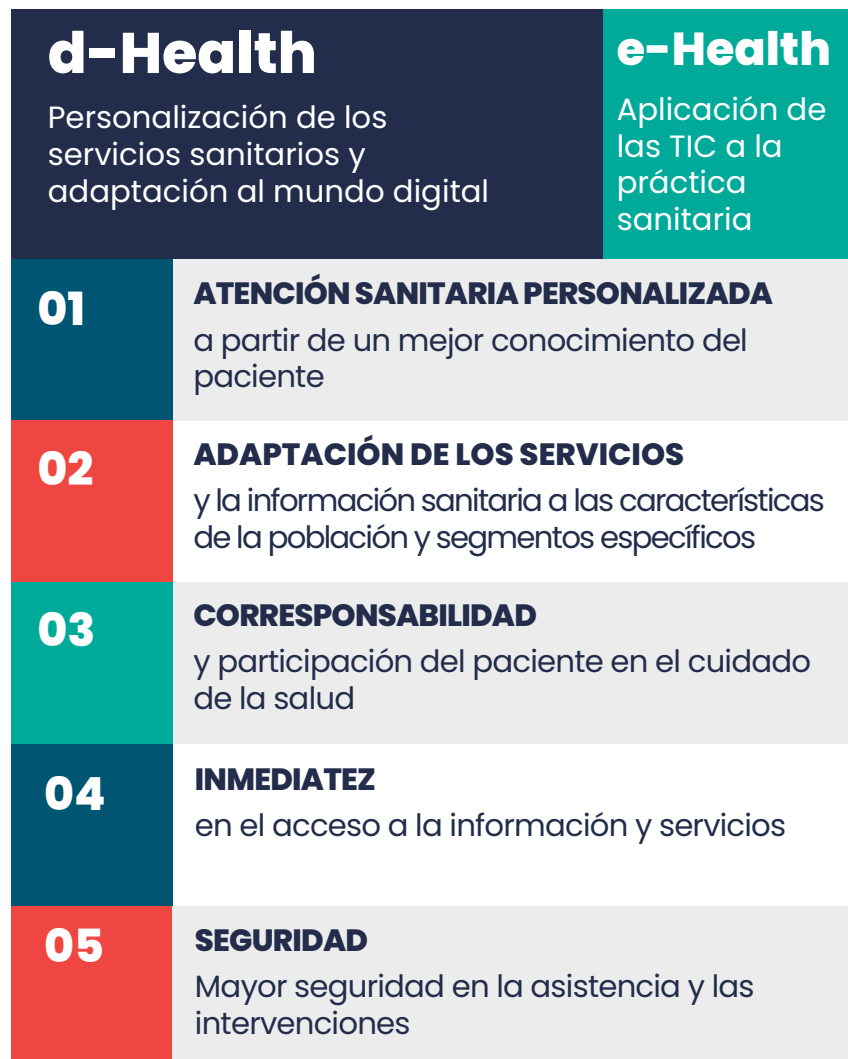 d-Health
Personalización de los
servicios sanitarios y
adaptación al mundo digital
e-Health
Aplicación de
las TIC a la
práctica
sanitaria
01
ATENCIÓN SANITARIA PERSONALIZADA
a partir de un mejor conocimiento del
paciente
02
ADAPTACIÓN DE LOS SERVICIOS
y la información sanitaria a las características
de la población y segmentos específicos
03
CORRESPONSABILIDAD
y participación del paciente en el cuidado
de la salud
04
INMEDIATEZ
en el acceso a la información y servicios
05
SEGURIDAD
Mayor seguridad en la asistencia y las
intervenciones